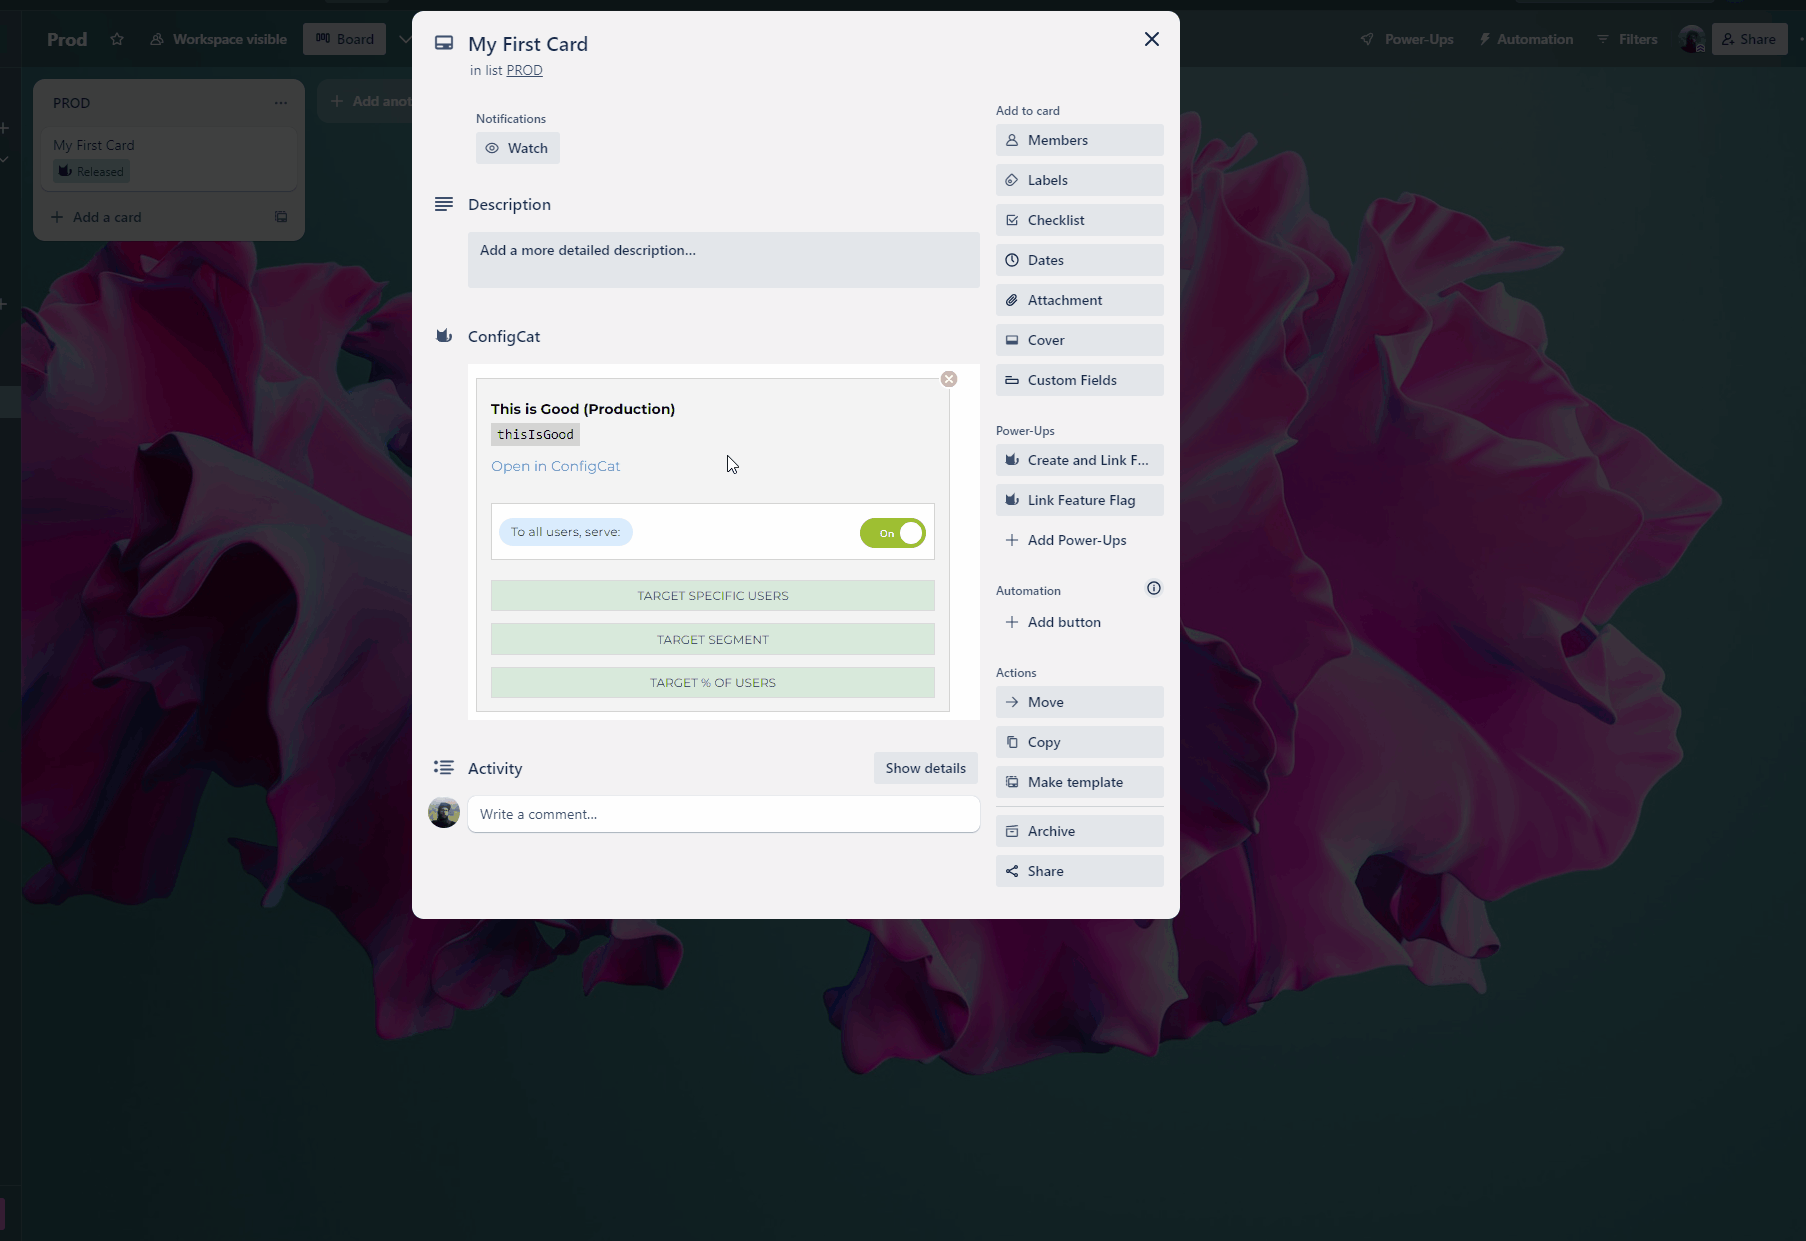 Prod
Workspace visible
Board
Power-Ups
Automation
Filters
Share
PROD
Add anot
My First Card
Released
Add a card
My First Card
in list PROD
Notifications
Watch
Description
Add a more detailed description...
ConfigCat
This is Good (Production)
thisIsGood
Open in ConfigCat
To all users, serve:
On
TARGET SPECIFIC USERS
TARGET SEGMENT
TARGET % OF USERS
Activity
Show details
Write a comment...
Add to card
Members
Labels
Checklist
Dates
Attachment
Cover
Custom Fields
Power-Ups
Create and Link F...
Link Feature Flag
Add Power-Ups
Automation
Add button
Actions
Move
Copy
Make template
Archive
Share